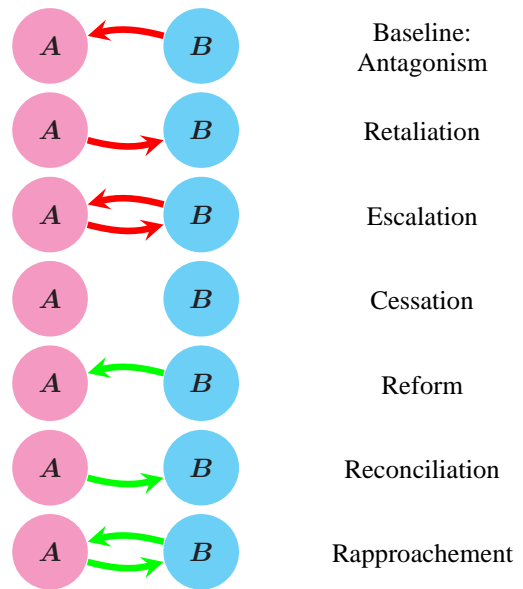 A B Baseline:
Antagonism
A B Retaliation
A B Escalation
A B Cessation
A B Reform
A B Reconciliation
A B Rapproachement